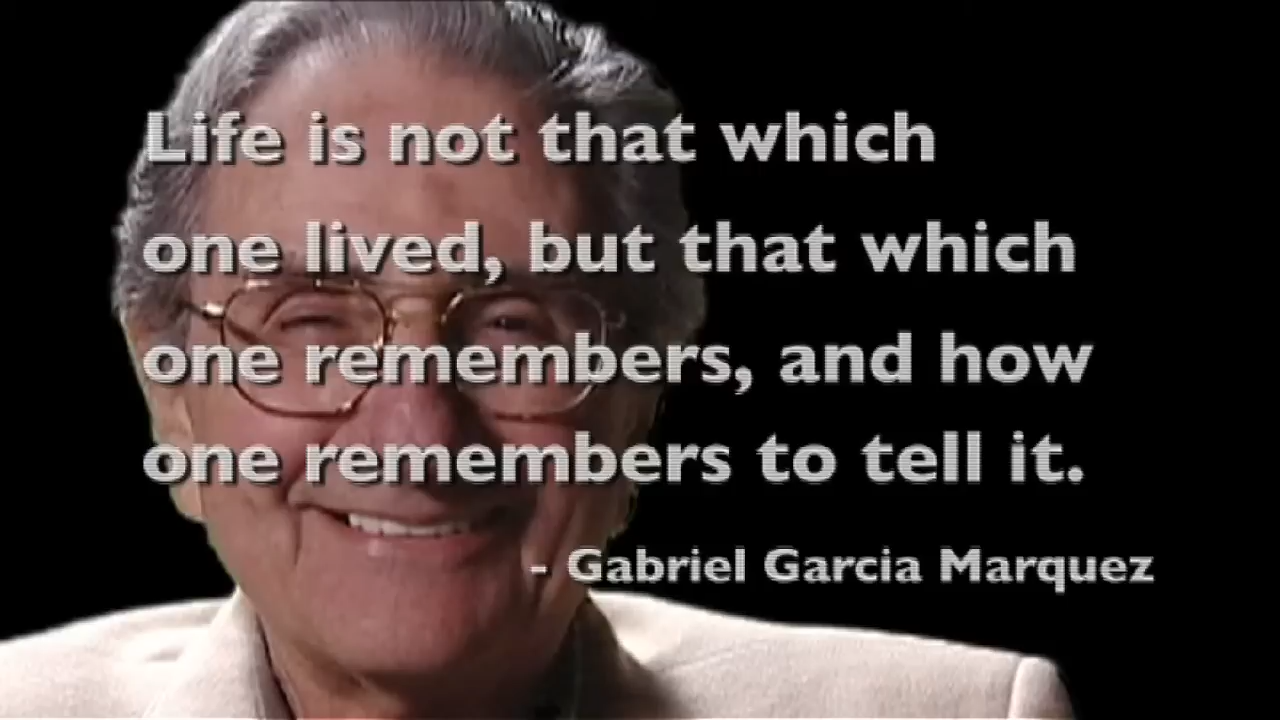 Life is not that which
one lived, but that which
one remembers, and how
one remembers to tell it.
- Gabriel Garcia Marquez